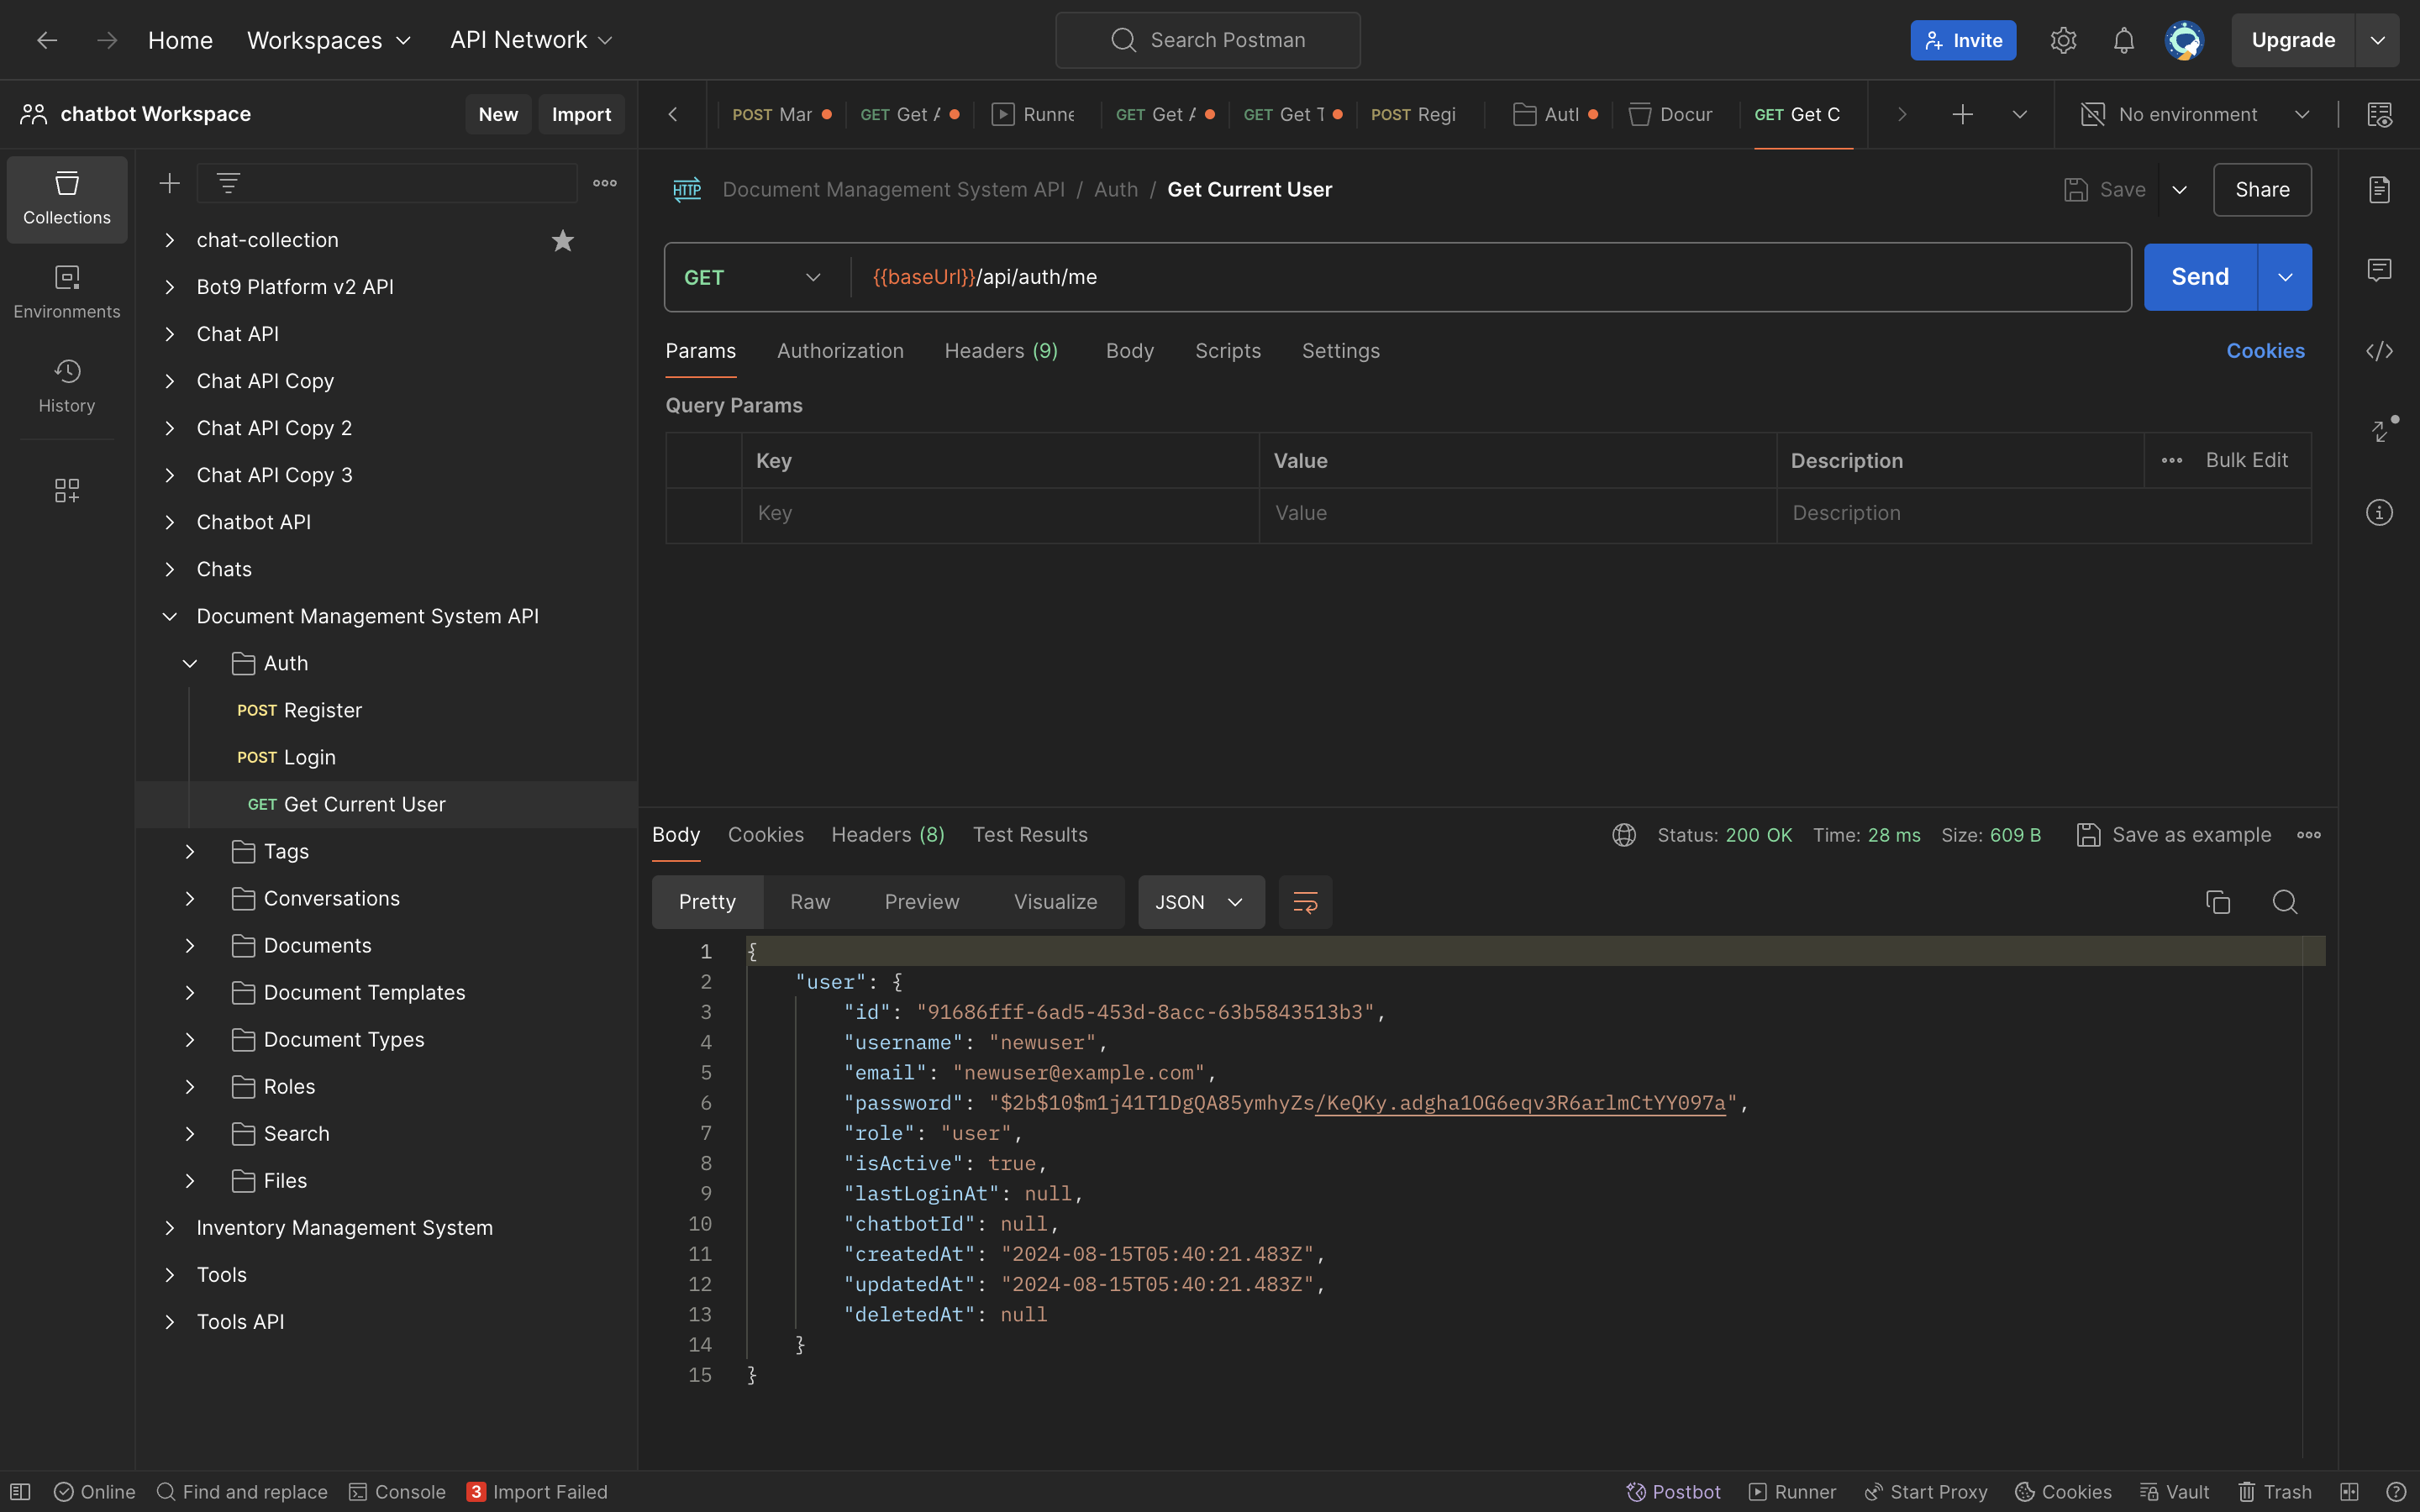 Home Workspaces API Network Search Postman Invite Upgrade
chatbot Workspace New Import
POST Mar GET Get A Runne GET Get A GET Get T POST Regi Autl Docur GET Get C No environment
Collections
Environments
History
chat-collection
Bot9 Platform v2 API
Chat API
Chat API Copy
Chat API Copy 2
Chat API Copy 3
Chatbot API
Chats
Document Management System API
Auth
POST Register
POST Login
GET Get Current User
Tags
Conversations
Documents
Document Templates
Document Types
Roles
Search
Files
Inventory Management System
Tools
Tools API
HTTP Document Management System API / Auth / Get Current User Save Share
GET {{baseUrl}}/api/auth/me Send
Params Authorization Headers (9) Body Scripts Settings Cookies
Query Params
Key Value Description Bulk Edit
Key Value Description
Body Cookies Headers (8) Test Results Status: 200 OK Time: 28 ms Size: 609 B Save as example
Pretty Raw Preview Visualize JSON
1 {
2 "user": {
3 "id": "91686fff-6ad5-453d-8acc-63b5843513b3",
4 "username": "newuser",
5 "email": "newuser@example.com",
6 "password": "$2b$10$m1j41T1DgQA85ymhyZs/KeQKy.adgha1OG6eqv3R6arlmCtYY097a",
7 "role": "user",
8 "isActive": true,
9 "lastLoginAt": null,
10 "chatbotId": null,
11 "createdAt": "2024-08-15T05:40:21.483Z",
12 "updatedAt": "2024-08-15T05:40:21.483Z",
13 "deletedAt": null
14 }
15 }
Online Find and replace Console 3 Import Failed Postbot Runner Start Proxy Cookies Vault Trash